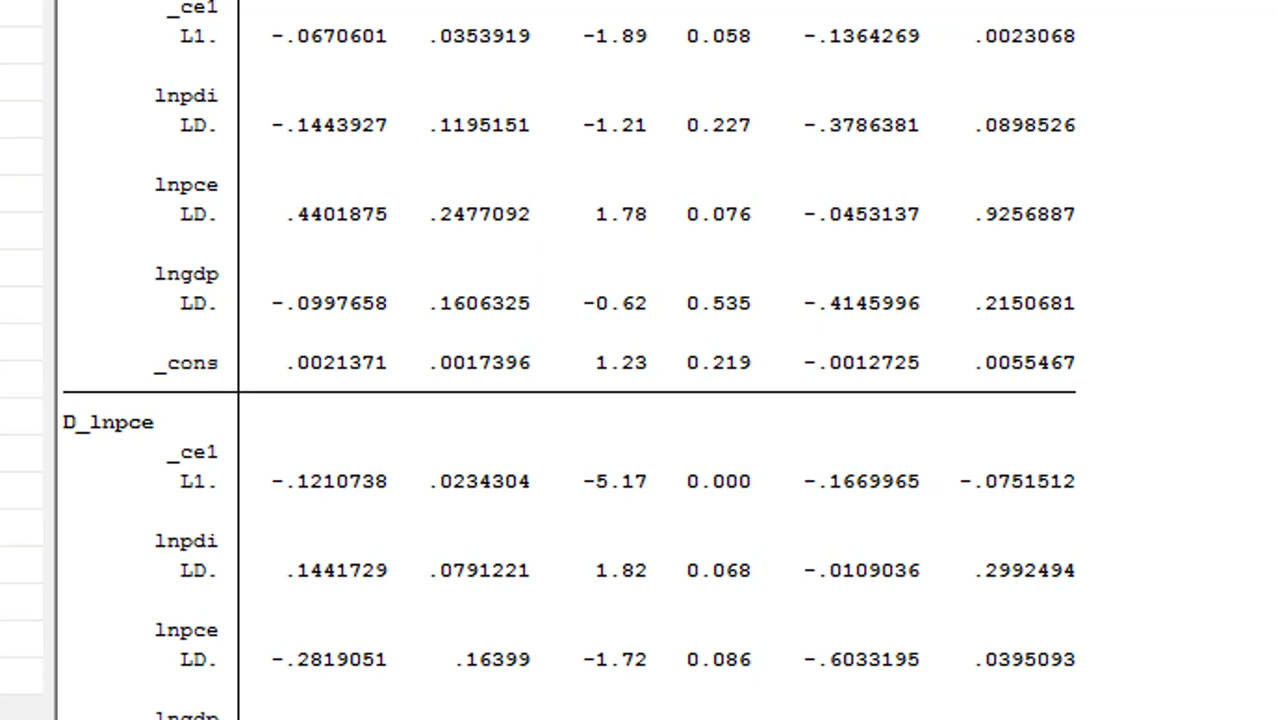 _ce1
L1. -.0670601 .0353919 -1.89 0.058 -.1364269 .0023068
lnpdi
LD. -.1443927 .1195151 -1.21 0.227 -.3786381 .0898526
lnpce
LD. .4401875 .2477092 1.78 0.076 -.0453137 .9256887
lngdp
LD. -.0997658 .1606325 -0.62 0.535 -.4145996 .2150681
_cons .0021371 .0017396 1.23 0.219 -.0012725 .0055467
D_lnpce
_ce1
L1. -.1210738 .0234304 -5.17 0.000 -.1669965 -.0751512
lnpdi
LD. .1441729 .0791221 1.82 0.068 -.0109036 .2992494
lnpce
LD. -.2819051 .16399 -1.72 0.086 -.6033195 .0395093
lngdp